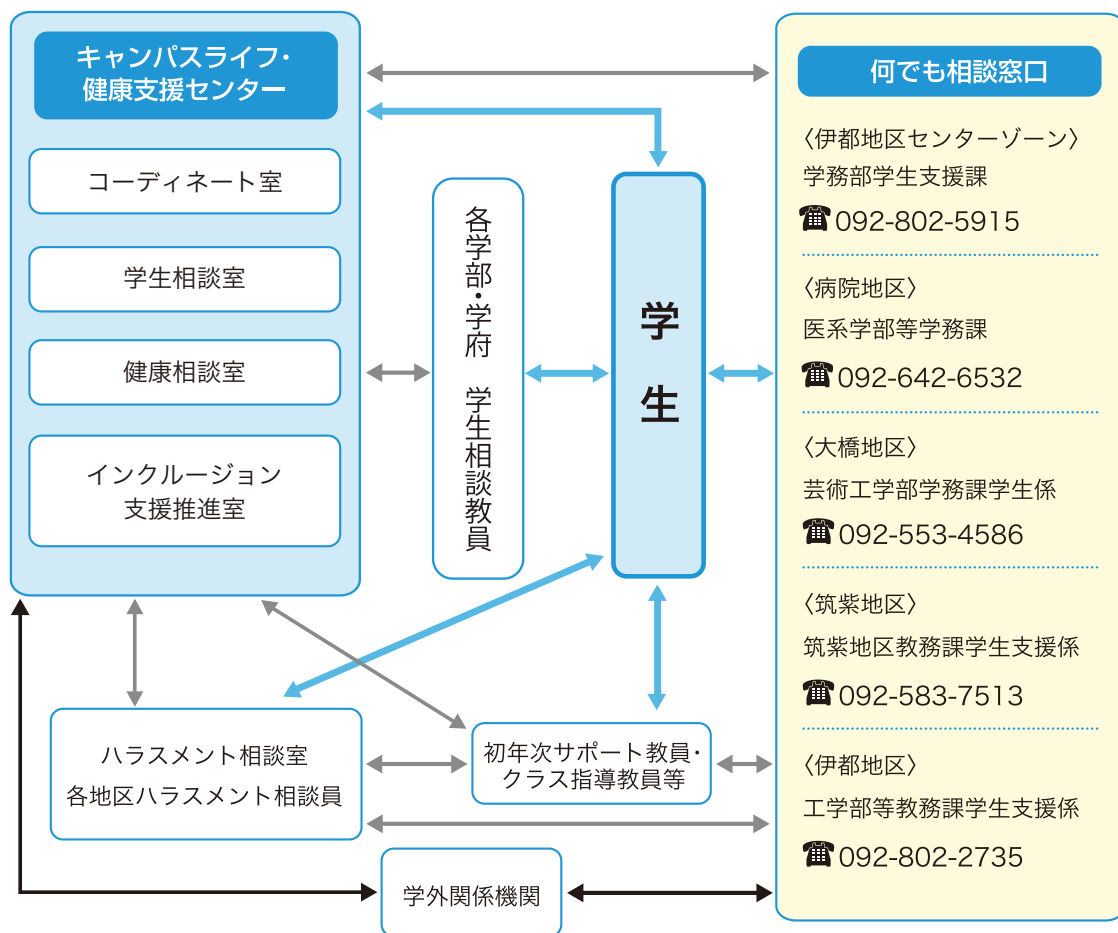 キャンパスライフ・
健康支援センター
コーディネート室
学生相談室
健康相談室
インクルージョン
支援推進室
各学部・学府　学生相談教員
学生
何でも相談窓口
〈伊都地区センターゾーン〉
学務部学生支援課
☎092-802-5915
〈病院地区〉
医系学部等学務課
☎092-642-6532
〈大橋地区〉
芸術工学部学務課学生係
☎092-553-4586
〈筑紫地区〉
筑紫地区教務課学生支援係
☎092-583-7513
〈伊都地区〉
工学部等教務課学生支援係
☎092-802-2735
ハラスメント相談室
各地区ハラスメント相談員
初年次サポート教員・
クラス指導教員等
学外関係機関